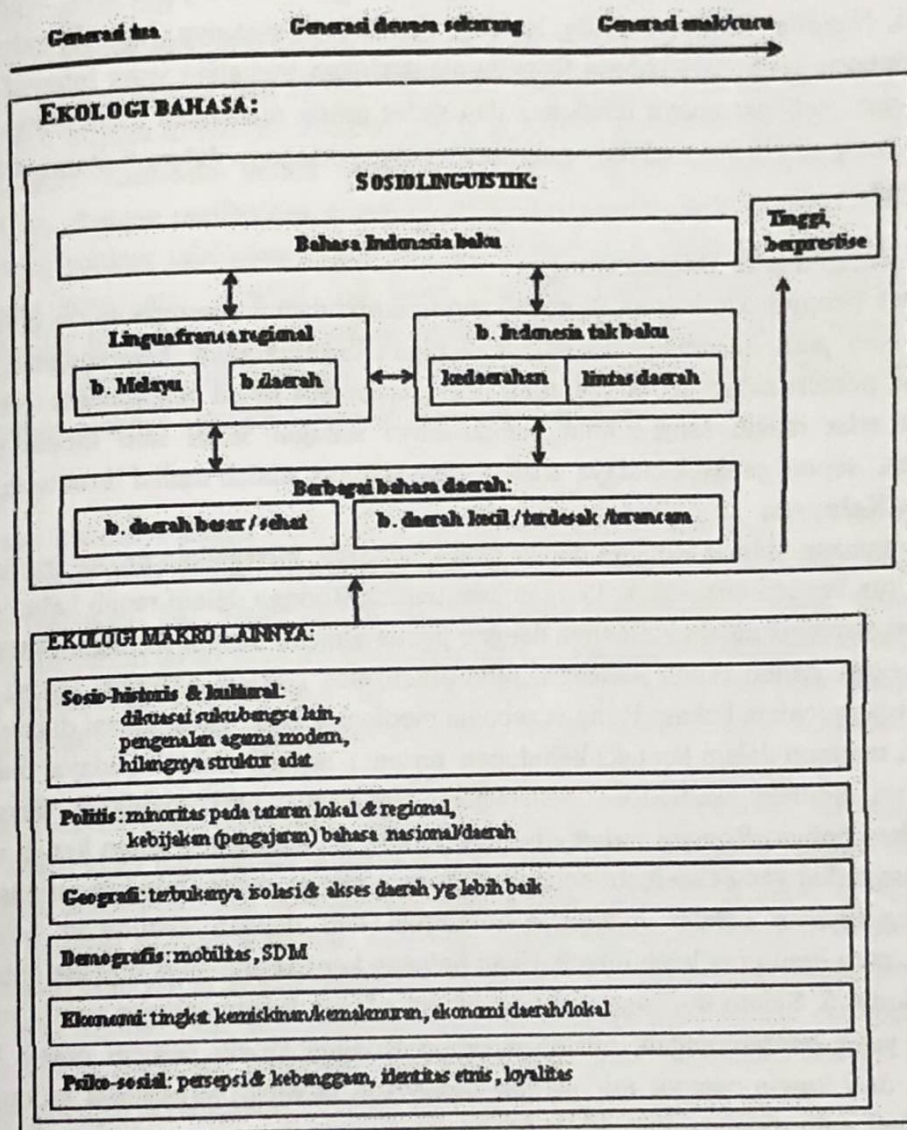 Generasi tua Generasi dewasa sekarang Generasi anak/cucu
EKOLOGI BAHASA:
SOSIOLINGUISTIK:
Tinggi,
berprestise
Bahasa Indonesia baku
Lingua franca regional
b. Melayu b. daerah
b. Indonesia tak baku
kedaerahan lintas daerah
Berbagai bahasa daerah:
b. daerah besar / sehat b. daerah kecil / terdesak / terancam
EKOLOGI MAKRO LAINNYA:
Sosio-historis & kultural:
dikuasai sukubangsa lain,
pengenalan agama modern,
hilangnya struktur adat
Politis: minoritas pada tataran lokal & regional,
kebijakan (pengajaran) bahasa nasional/daerah
Geografi: terbukanya isolasi & akses daerah yg lebih baik
Demografis: mobilitas, SDM
Ekonomi: tingkat kemiskinan/kemakmuran, ekonomi daerah/lokal
Psiko-sosial: persepsi & kebanggaan, identitas etnis, loyalitas